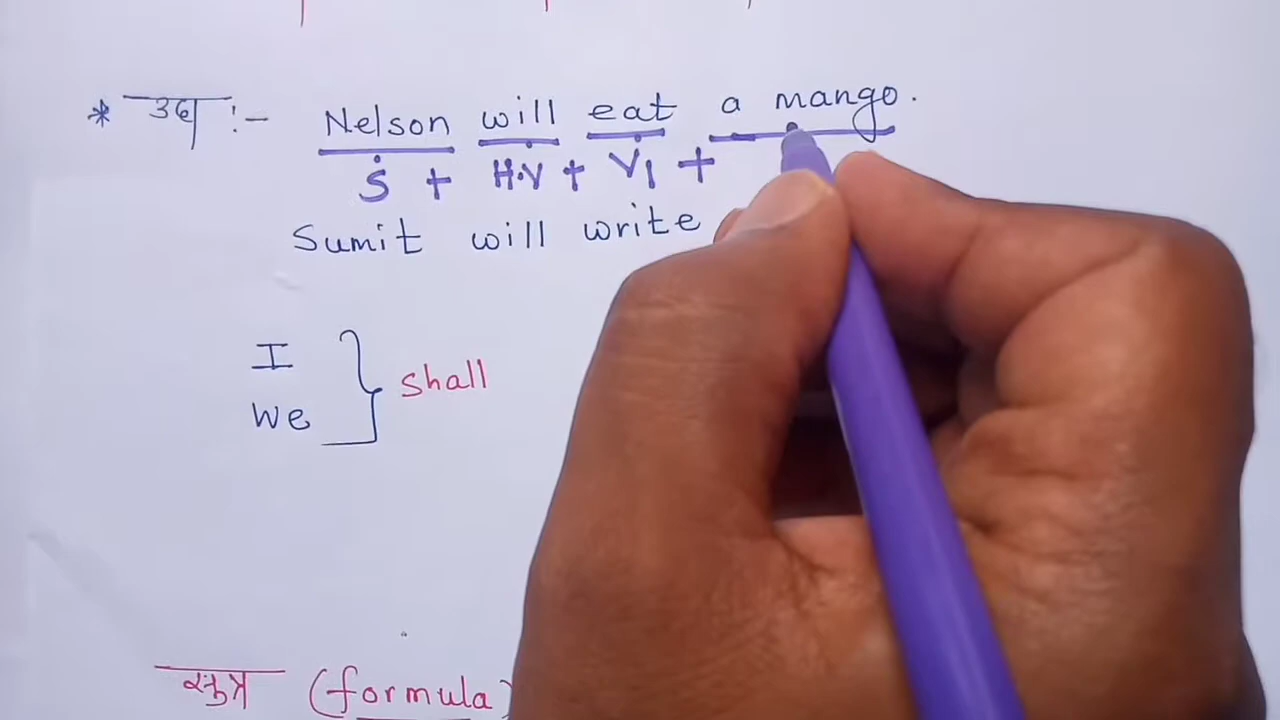 * उदा :- Nelson will eat a mango.
S + H.V + V1 +
Sumit will write
I
We } shall
सुत्र (formula)